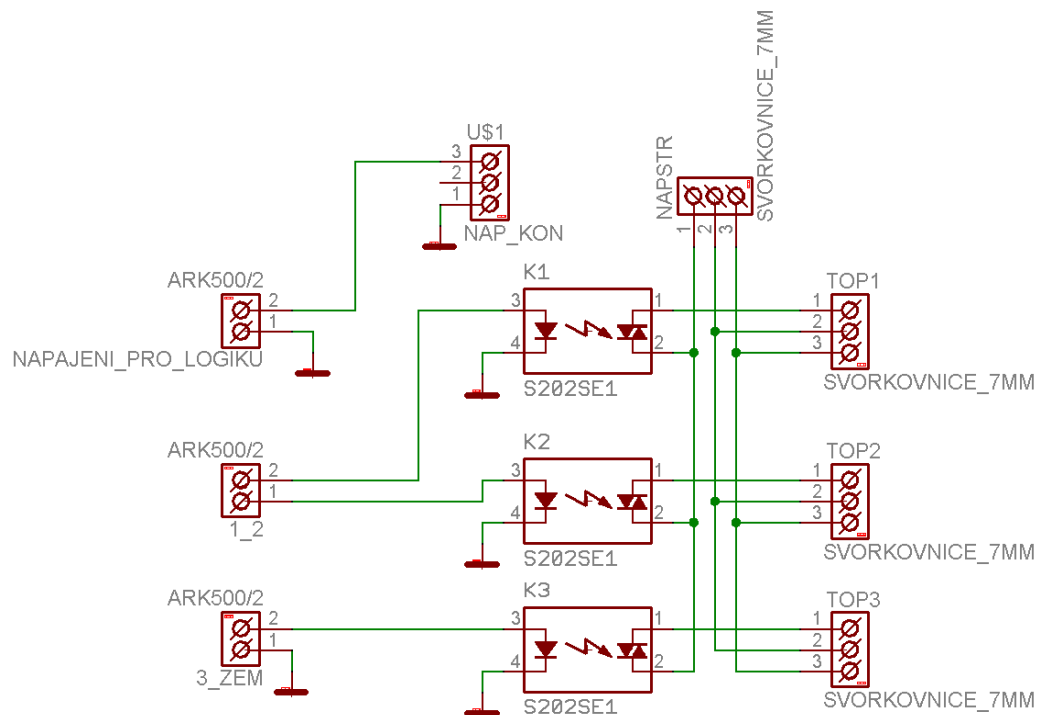 SVORKOVNICE_7MM
NAPSTR
1
2
3
U$1
3
2
1
NAP_KON
ARK500/2
2
1
NAPAJENI_PRO_LOGIKU
K1
3
4
1
2
S202SE1
TOP1
1
2
3
SVORKOVNICE_7MM
ARK500/2
2
1
1_2
K2
3
4
1
2
S202SE1
TOP2
1
2
3
SVORKOVNICE_7MM
ARK500/2
2
1
3_ZEM
K3
3
4
1
2
S202SE1
TOP3
1
2
3
SVORKOVNICE_7MM